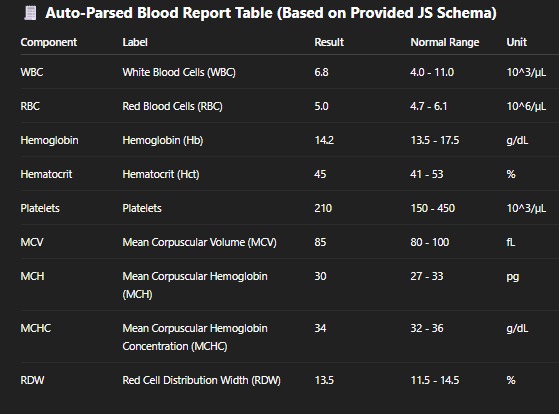 🧾 Auto-Parsed Blood Report Table (Based on Provided JS Schema)
Component Label Result Normal Range Unit
WBC White Blood Cells (WBC) 6.8 4.0 - 11.0 10^3/µL
RBC Red Blood Cells (RBC) 5.0 4.7 - 6.1 10^6/µL
Hemoglobin Hemoglobin (Hb) 14.2 13.5 - 17.5 g/dL
Hematocrit Hematocrit (Hct) 45 41 - 53 %
Platelets Platelets 210 150 - 450 10^3/µL
MCV Mean Corpuscular Volume (MCV) 85 80 - 100 fL
MCH Mean Corpuscular Hemoglobin 30 27 - 33 pg
(MCH)
MCHC Mean Corpuscular Hemoglobin 34 32 - 36 g/dL
Concentration (MCHC)
RDW Red Cell Distribution Width (RDW) 13.5 11.5 - 14.5 %